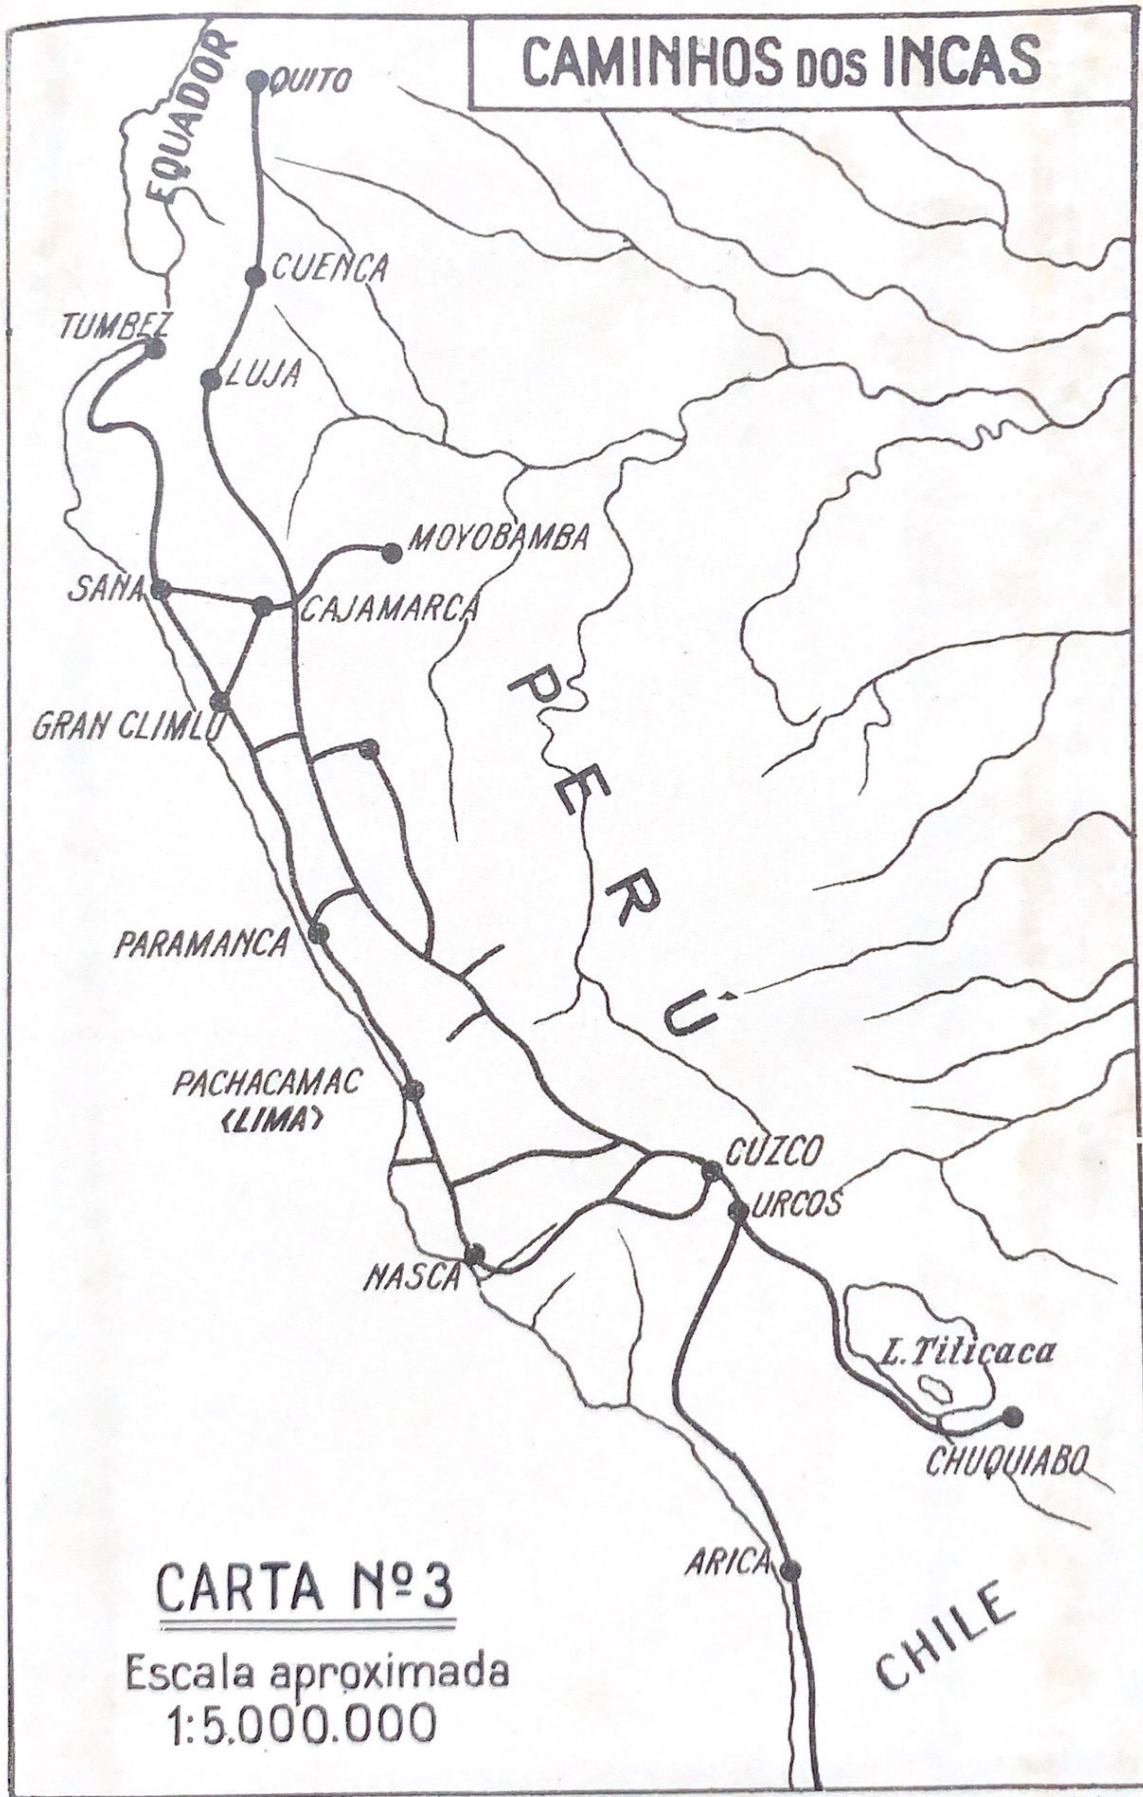 CAMINHOS DOS INCAS
EQUADOR
QUITO
CUENCA
TUMBEZ
LUJA
MOYOBAMBA
SAÑA
CAJAMARCA
GRAN CLIMLU
PERÚ
PARAMANCA
PACHACAMAC
<LIMA>
CUZCO
URCOS
NASCA
L. Titicaca
CHUQUIABO
ARICA
CHILE
CARTA Nº 3
Escala aproximada
1:5.000.000